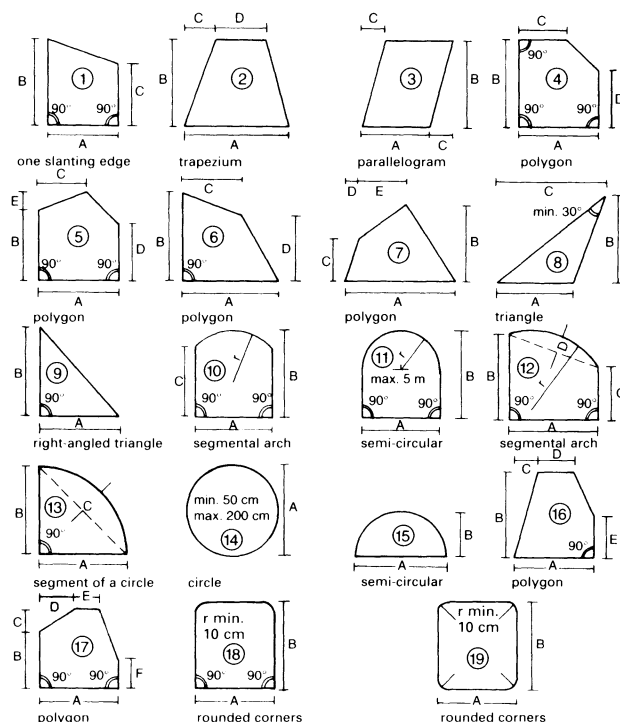 C C D C C
B 1 C B 2 3 B B 4 D
90° 90° 90° 90° 90°
A A A C A
one slanting edge trapezium parallelogram polygon
C C D E C
E B 5 D B 6 D C 7 B min. 30° 8 B
90° 90° 90°
A A A A
polygon polygon polygon triangle
B 9 C 10 r B 11 r max. 5 m B B 12 r D C
90° 90° 90° 90° 90° 90° 90°
A A A A
right-angled triangle segmental arch semi-circular segmental arch
C D
B 13 C min. 50 cm A 15 B B 16 E
90° max. 200 cm 90°
A 14 A A
segment of a circle circle semi-circular polygon
D E
C B 17 F r min. B r min. B
10 cm 10 cm
90° 90° 90° 18 90° 19
A A A
polygon rounded corners rounded corners